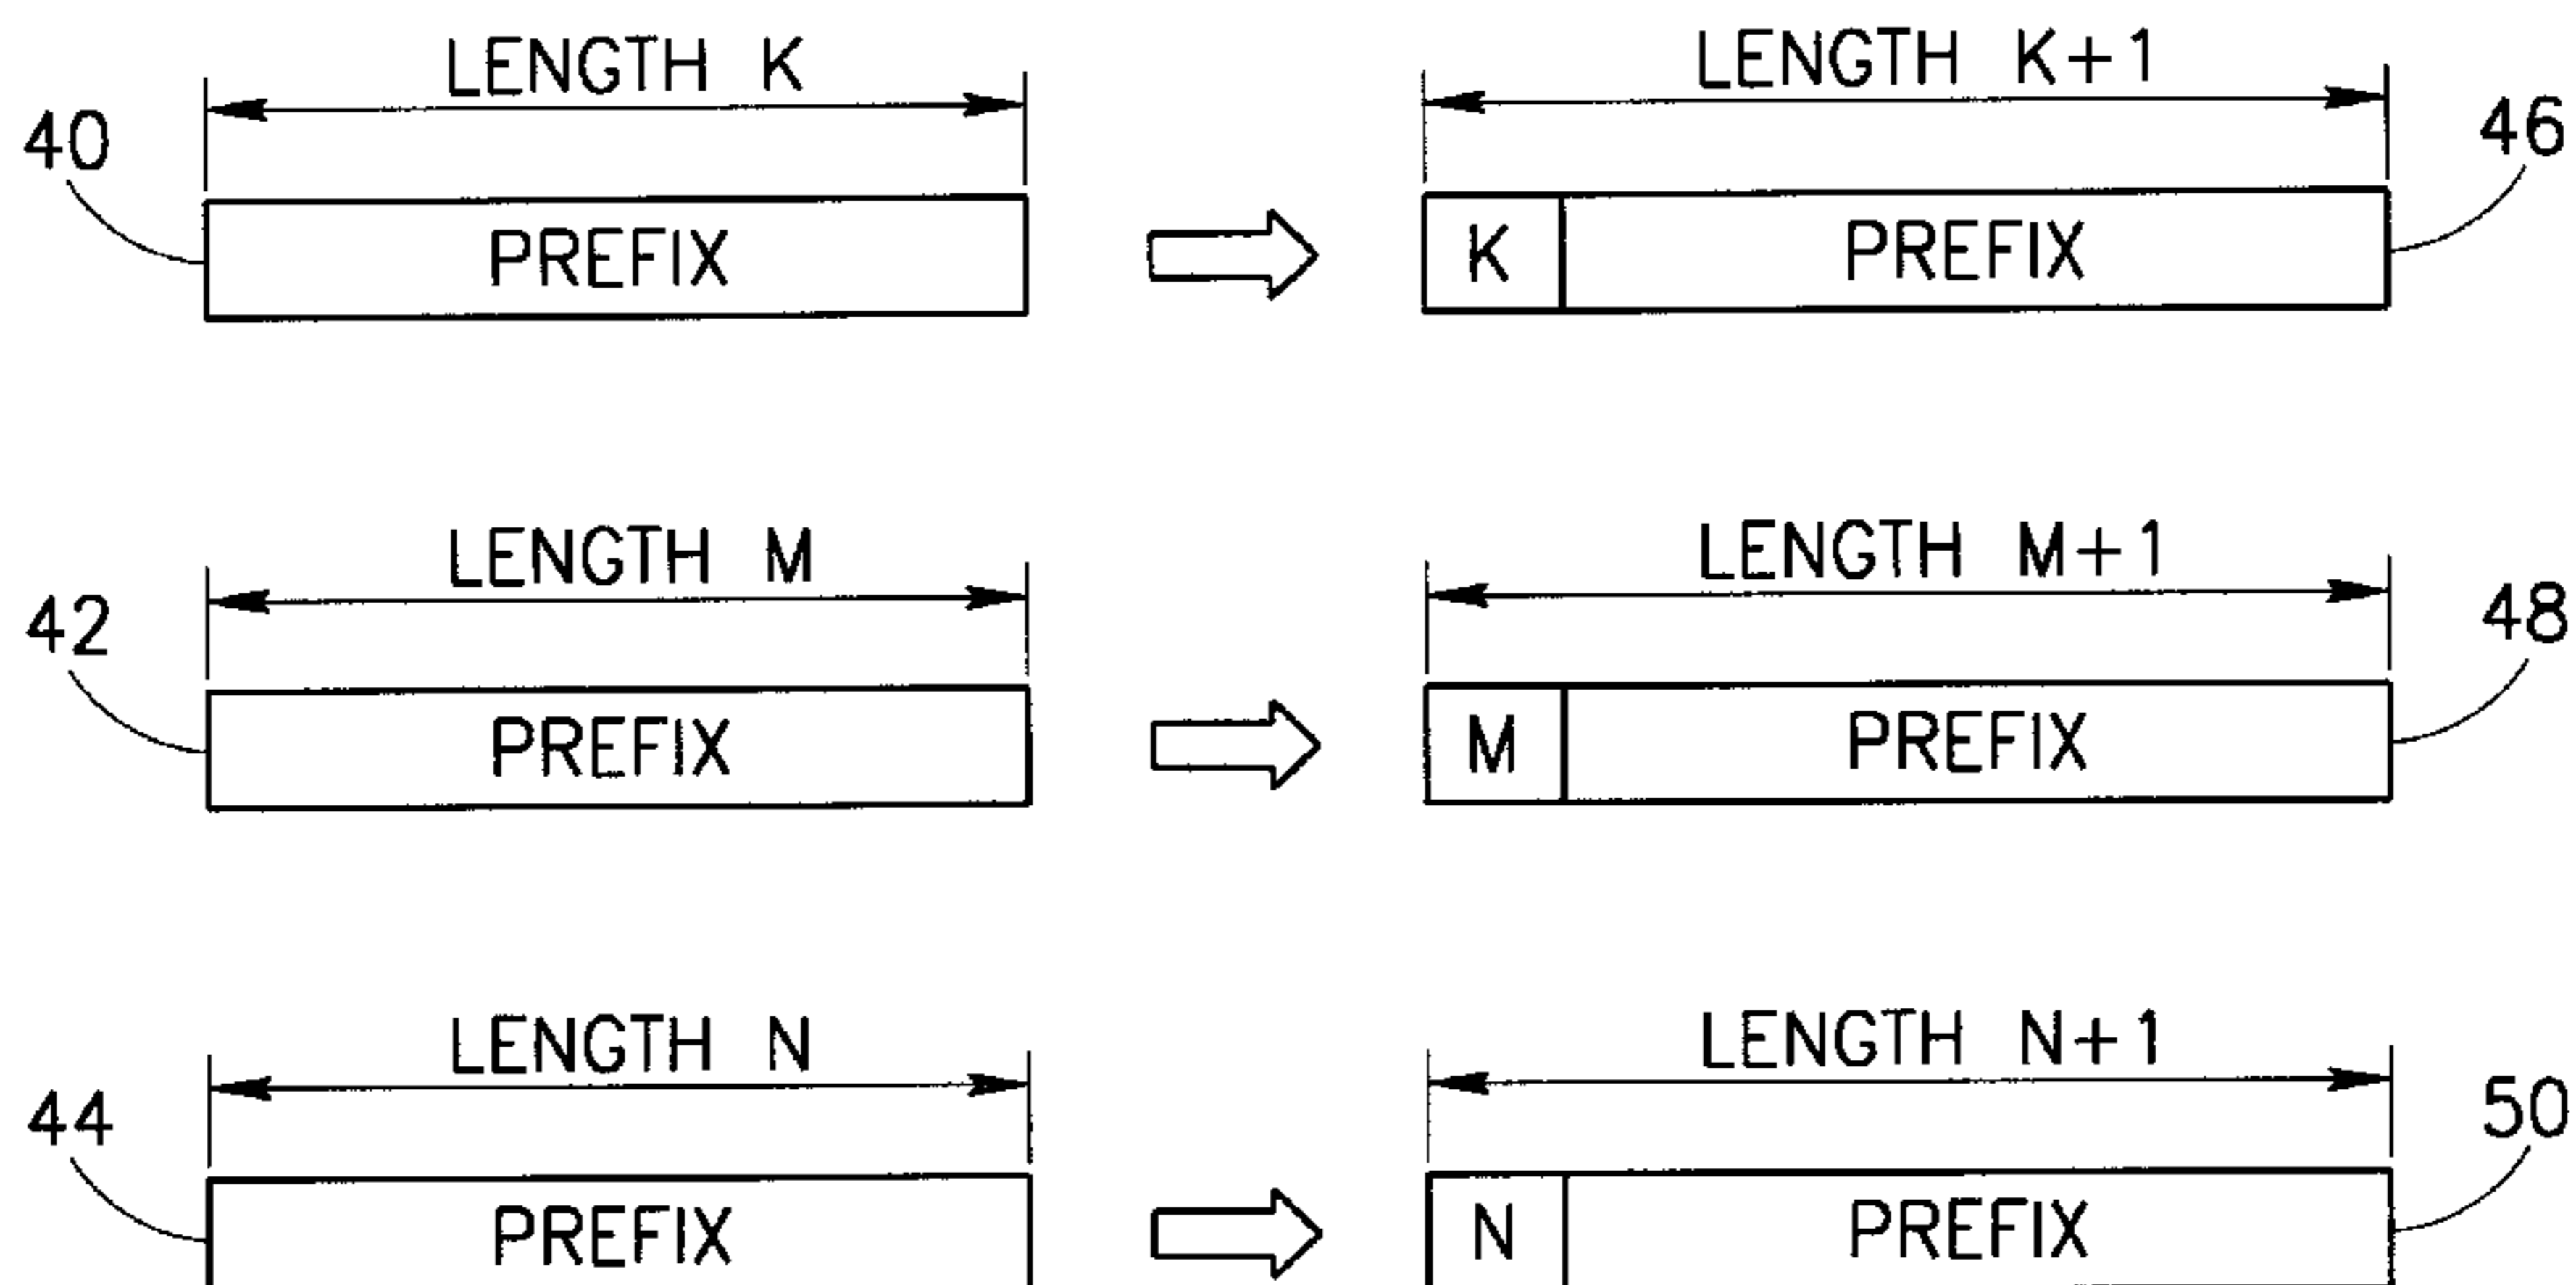 LENGTH K
LENGTH K+1
40
46
PREFIX
K
PREFIX
LENGTH M
LENGTH M+1
42
48
PREFIX
M
PREFIX
LENGTH N
LENGTH N+1
44
50
PREFIX
N
PREFIX